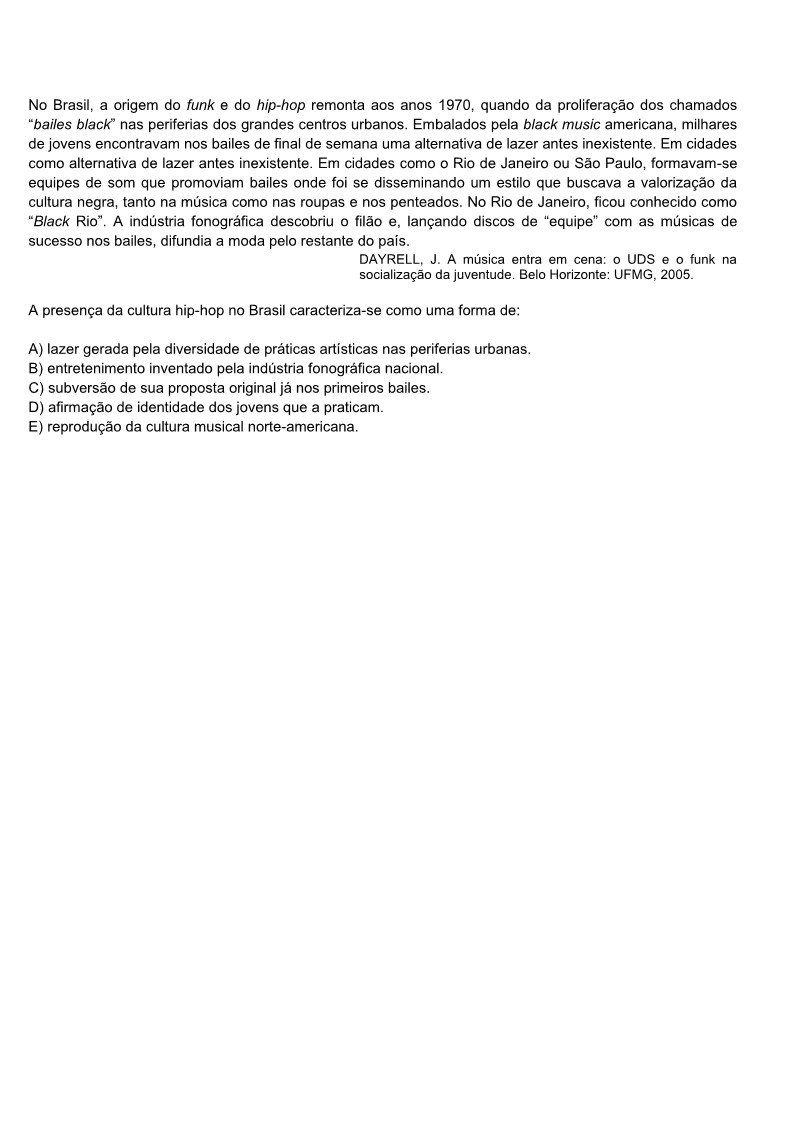 No Brasil, a origem do funk e do hip-hop remonta aos anos 1970, quando da proliferação dos chamados
“bailes black” nas periferias dos grandes centros urbanos. Embalados pela black music americana, milhares
de jovens encontravam nos bailes de final de semana uma alternativa de lazer antes inexistente. Em cidades
como alternativa de lazer antes inexistente. Em cidades como o Rio de Janeiro ou São Paulo, formavam-se
equipes de som que promoviam bailes onde foi se disseminando um estilo que buscava a valorização da
cultura negra, tanto na música como nas roupas e nos penteados. No Rio de Janeiro, ficou conhecido como
“Black Rio”. A indústria fonográfica descobriu o filão e, lançando discos de “equipe” com as músicas de
sucesso nos bailes, difundia a moda pelo restante do país.
DAYRELL, J. A música entra em cena: o UDS e o funk na
socialização da juventude. Belo Horizonte: UFMG, 2005.
A presença da cultura hip-hop no Brasil caracteriza-se como uma forma de:
A) lazer gerada pela diversidade de práticas artísticas nas periferias urbanas.
B) entretenimento inventado pela indústria fonográfica nacional.
C) subversão de sua proposta original já nos primeiros bailes.
D) afirmação de identidade dos jovens que a praticam.
E) reprodução da cultura musical norte-americana.